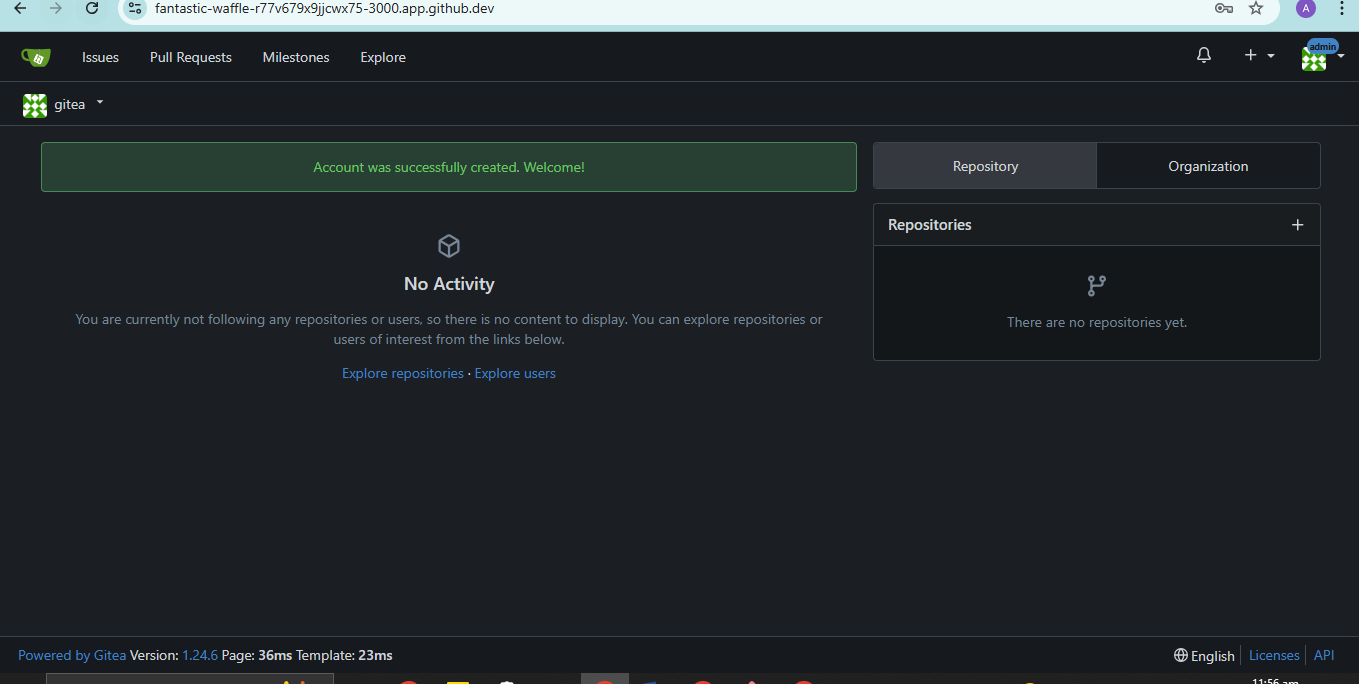 fantastic-waffle-r77v679x9jjcwx75-3000.app.github.dev
A
Issues Pull Requests Milestones Explore
admin
gitea
Account was successfully created. Welcome!
Repository Organization
Repositories
No Activity
You are currently not following any repositories or users, so there is no content to display. You can explore repositories or
users of interest from the links below.
Explore repositories · Explore users
There are no repositories yet.
Powered by Gitea Version: 1.24.6 Page: 36ms Template: 23ms
English Licenses API
11:56 am